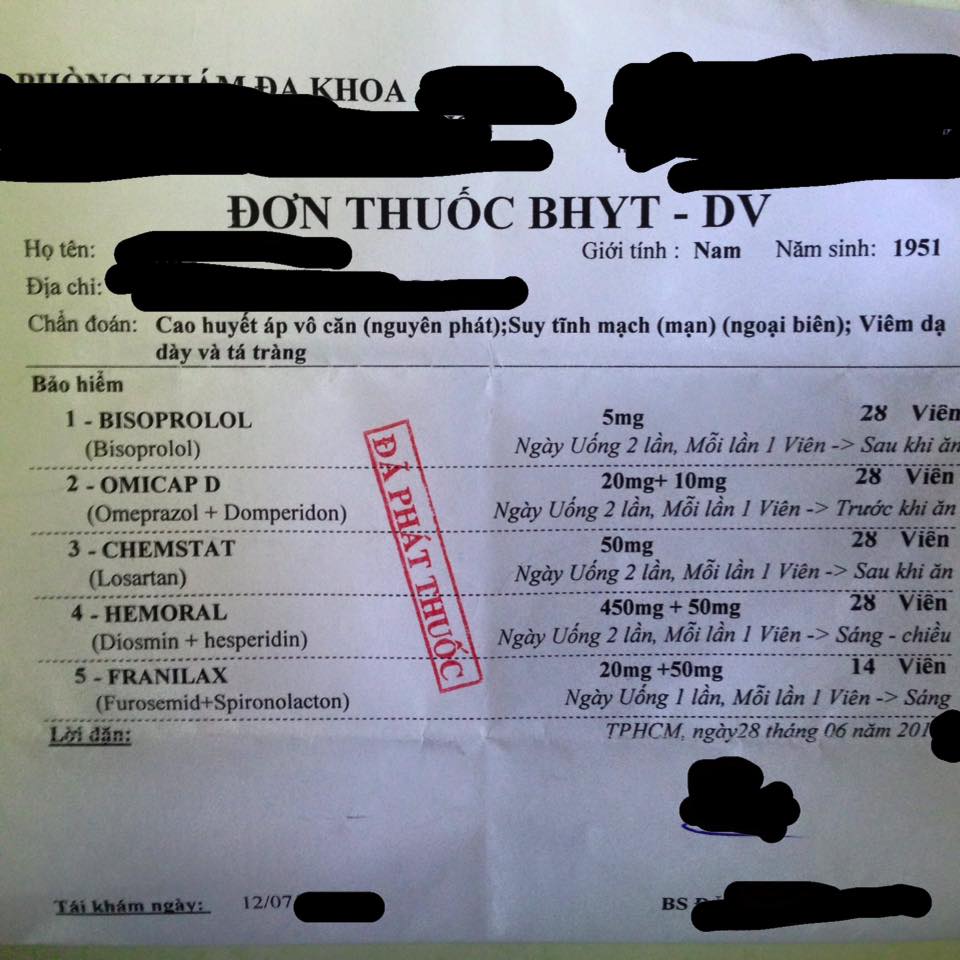 PHÒNG KHÁM ĐA KHOA
ĐƠN THUỐC BHYT - DV
Họ tên: Giới tính : Nam Năm sinh: 1951
Địa chỉ:
Chẩn đoán: Cao huyết áp vô căn (nguyên phát);Suy tĩnh mạch (mạn) (ngoại biên); Viêm dạ
dày và tá tràng
Bảo hiểm
1 - BISOPROLOL 5mg 28 Viên
(Bisoprolol) Ngày Uống 2 lần, Mỗi lần 1 Viên -> Sau khi ăn
2 - OMICAP D 20mg+ 10mg 28 Viên
(Omeprazol + Domperidon) Ngày Uống 2 lần, Mỗi lần 1 Viên -> Trước khi ăn
3 - CHEMSTAT 50mg 28 Viên
(Losartan) Ngày Uống 2 lần, Mỗi lần 1 Viên -> Sau khi ăn
4 - HEMORAL 450mg + 50mg 28 Viên
(Diosmin + hesperidin) Ngày Uống 2 lần, Mỗi lần 1 Viên -> Sáng - chiều
5 - FRANILAX 20mg +50mg 14 Viên
(Furosemid+Spironolacton) Ngày Uống 1 lần, Mỗi lần 1 Viên -> Sáng
ĐÃ PHÁT THUỐC
Lời dặn: TPHCM, ngày28 tháng 06 năm 201
Tái khám ngày: 12/07 BS